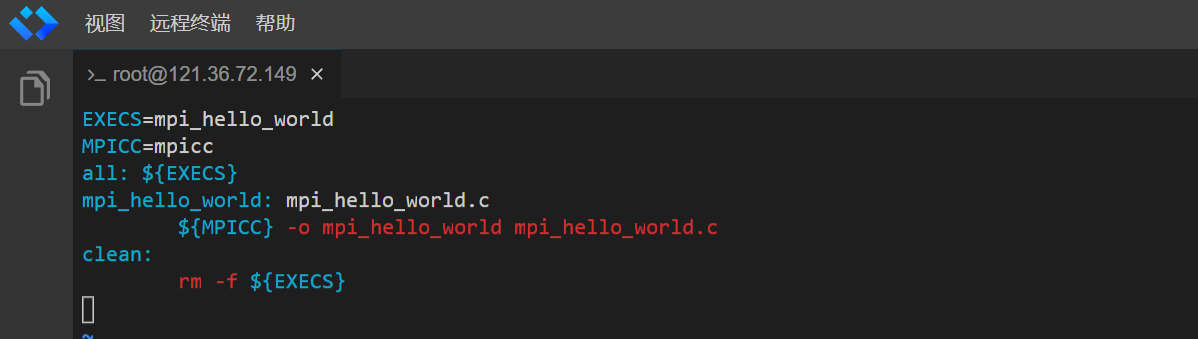 视图 远程终端 帮助
>_ root@121.36.72.149 ×
EXECS=mpi_hello_world
MPICC=mpicc
all: ${EXECS}
mpi_hello_world: mpi_hello_world.c
        ${MPICC} -o mpi_hello_world mpi_hello_world.c
clean:
        rm -f ${EXECS}
~